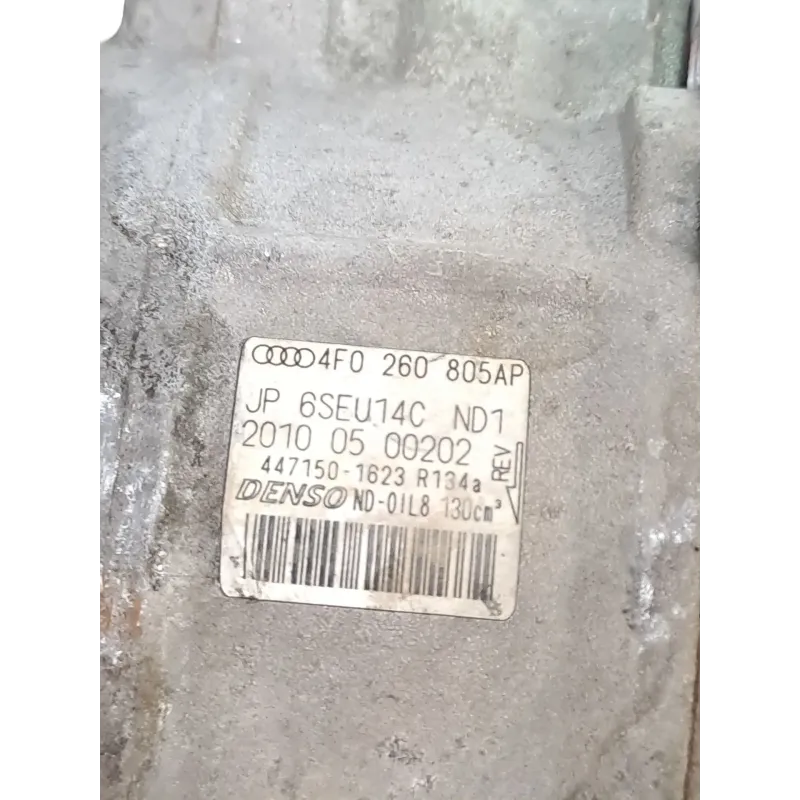 4F0 260 805AP
JP 6SEU14C ND1
2010 05 00202
447150-1623 R134a
REV
DENSO ND-OIL8 130cm³